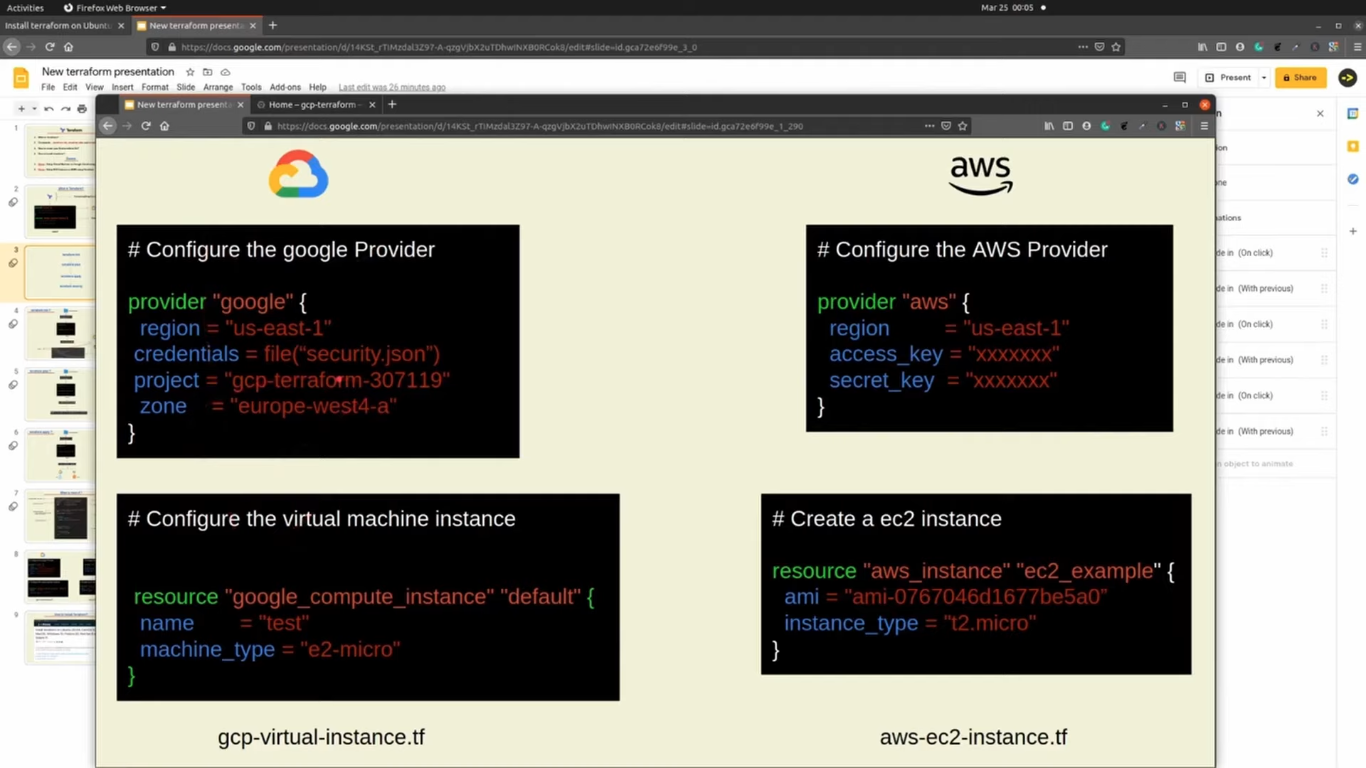 Activities
Firefox Web Browser
Mar 25 00:05
Install terraform on Ubuntu
New terraform present
https://docs.google.com/presentation/d/14KSt_rTiMzdal3Z97-A-qzgVjbX2uTDhwINXB0RCok8/edit#slide=id.gca72e6f99e_3_0
New terraform presentation
File Edit View Insert Format Slide Arrange Tools Add-ons Help Last edit was 26 minutes ago
Present
Share
New terraform present
Home – gcp-terraform –
https://docs.google.com/presentation/d/14KSt_rTiMzdal3Z97-A-qzgVjbX2uTDhwINXB0RCok8/edit#slide=id.gca72e6f99e_1_290
aws
# Configure the google Provider
provider "google" {
region = "us-east-1"
credentials = file(“security.json”)
project = "gcp-terraform-307119"
zone = "europe-west4-a"
}
# Configure the AWS Provider
provider "aws" {
region = "us-east-1"
access_key = "xxxxxxx"
secret_key = "xxxxxxx"
}
# Configure the virtual machine instance
resource "google_compute_instance" "default" {
name = "test"
machine_type = "e2-micro"
}
# Create a ec2 instance
resource "aws_instance" "ec2_example" {
ami = "ami-0767046d1677be5a0”
instance_type = "t2.micro"
}
gcp-virtual-instance.tf
aws-ec2-instance.tf
1
2
3
4
5
6
7
8
9
n
ion
one
ations
de in (On click)
de in (With previous)
de in (On click)
de in (With previous)
de in (On click)
de in (With previous)
n object to animate